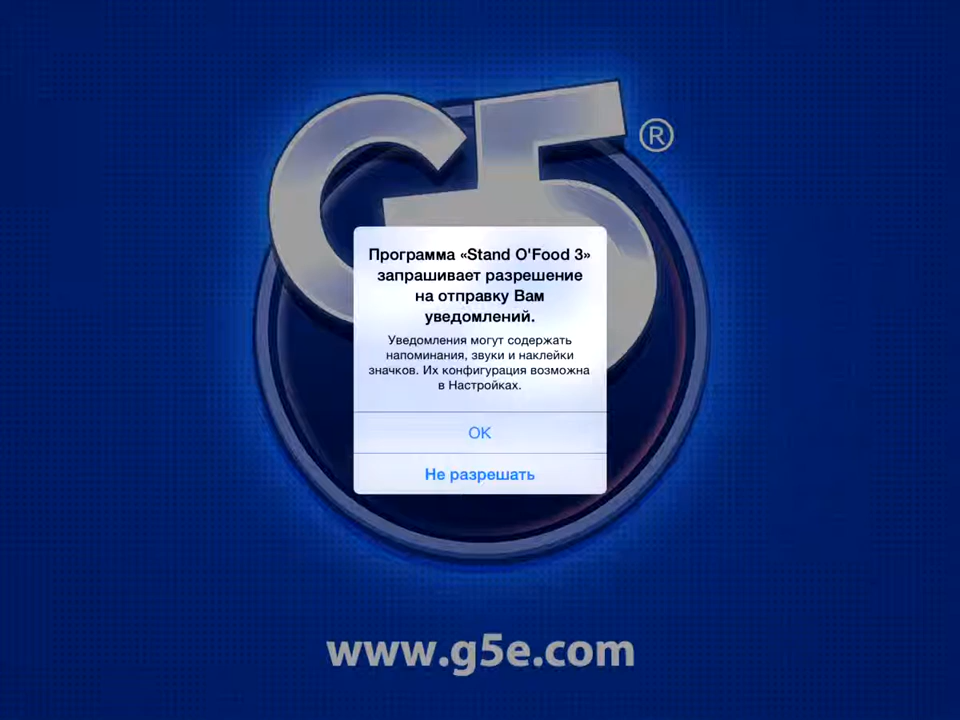 G5®
Программа «Stand O'Food 3»
запрашивает разрешение
на отправку Вам
уведомлений.
Уведомления могут содержать
напоминания, звуки и наклейки
значков. Их конфигурация возможна
в Настройках.
OK
Не разрешать
www.g5e.com